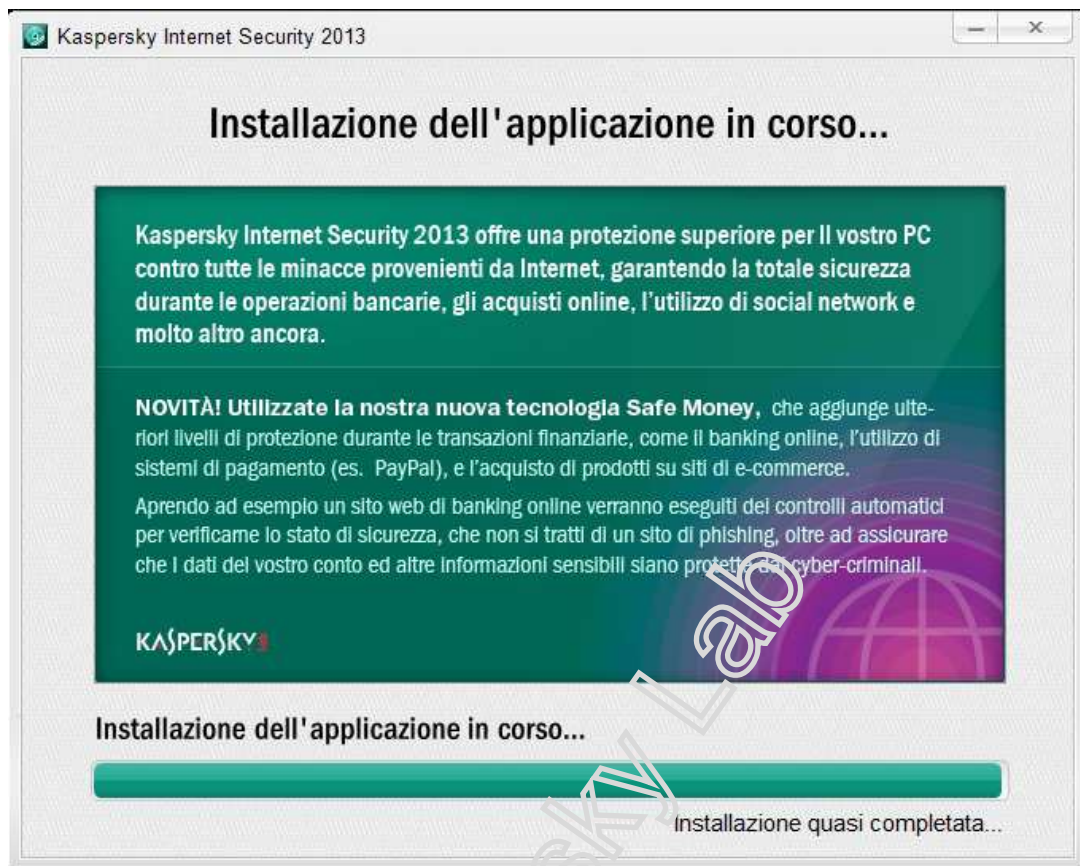 Kaspersky Internet Security 2013
Installazione dell'applicazione in corso...
Kaspersky Internet Security 2013 offre una protezione superiore per il vostro PC
contro tutte le minacce provenienti da Internet, garantendo la totale sicurezza
durante le operazioni bancarie, gli acquisti online, l'utilizzo di social network e
molto altro ancora.
NOVITÀ! Utilizzate la nostra nuova tecnologia Safe Money, che aggiunge ulte-
riori livelli di protezione durante le transazioni finanziarie, come il banking online, l'utilizzo di
sistemi di pagamento (es. PayPal), e l'acquisto di prodotti su siti di e-commerce.
Aprendo ad esempio un sito web di banking online verranno eseguiti dei controlli automatici
per verificarne lo stato di sicurezza, che non si tratti di un sito di phishing, oltre ad assicurare
che i dati del vostro conto ed altre informazioni sensibili siano protette dai cyber-criminali.
KASPERSKY
Installazione dell'applicazione in corso...
Installazione quasi completata...
sky Lab